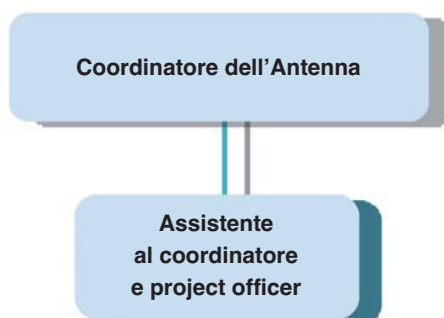 Coordinatore dell’Antenna
Assistente
al coordinatore
e project officer